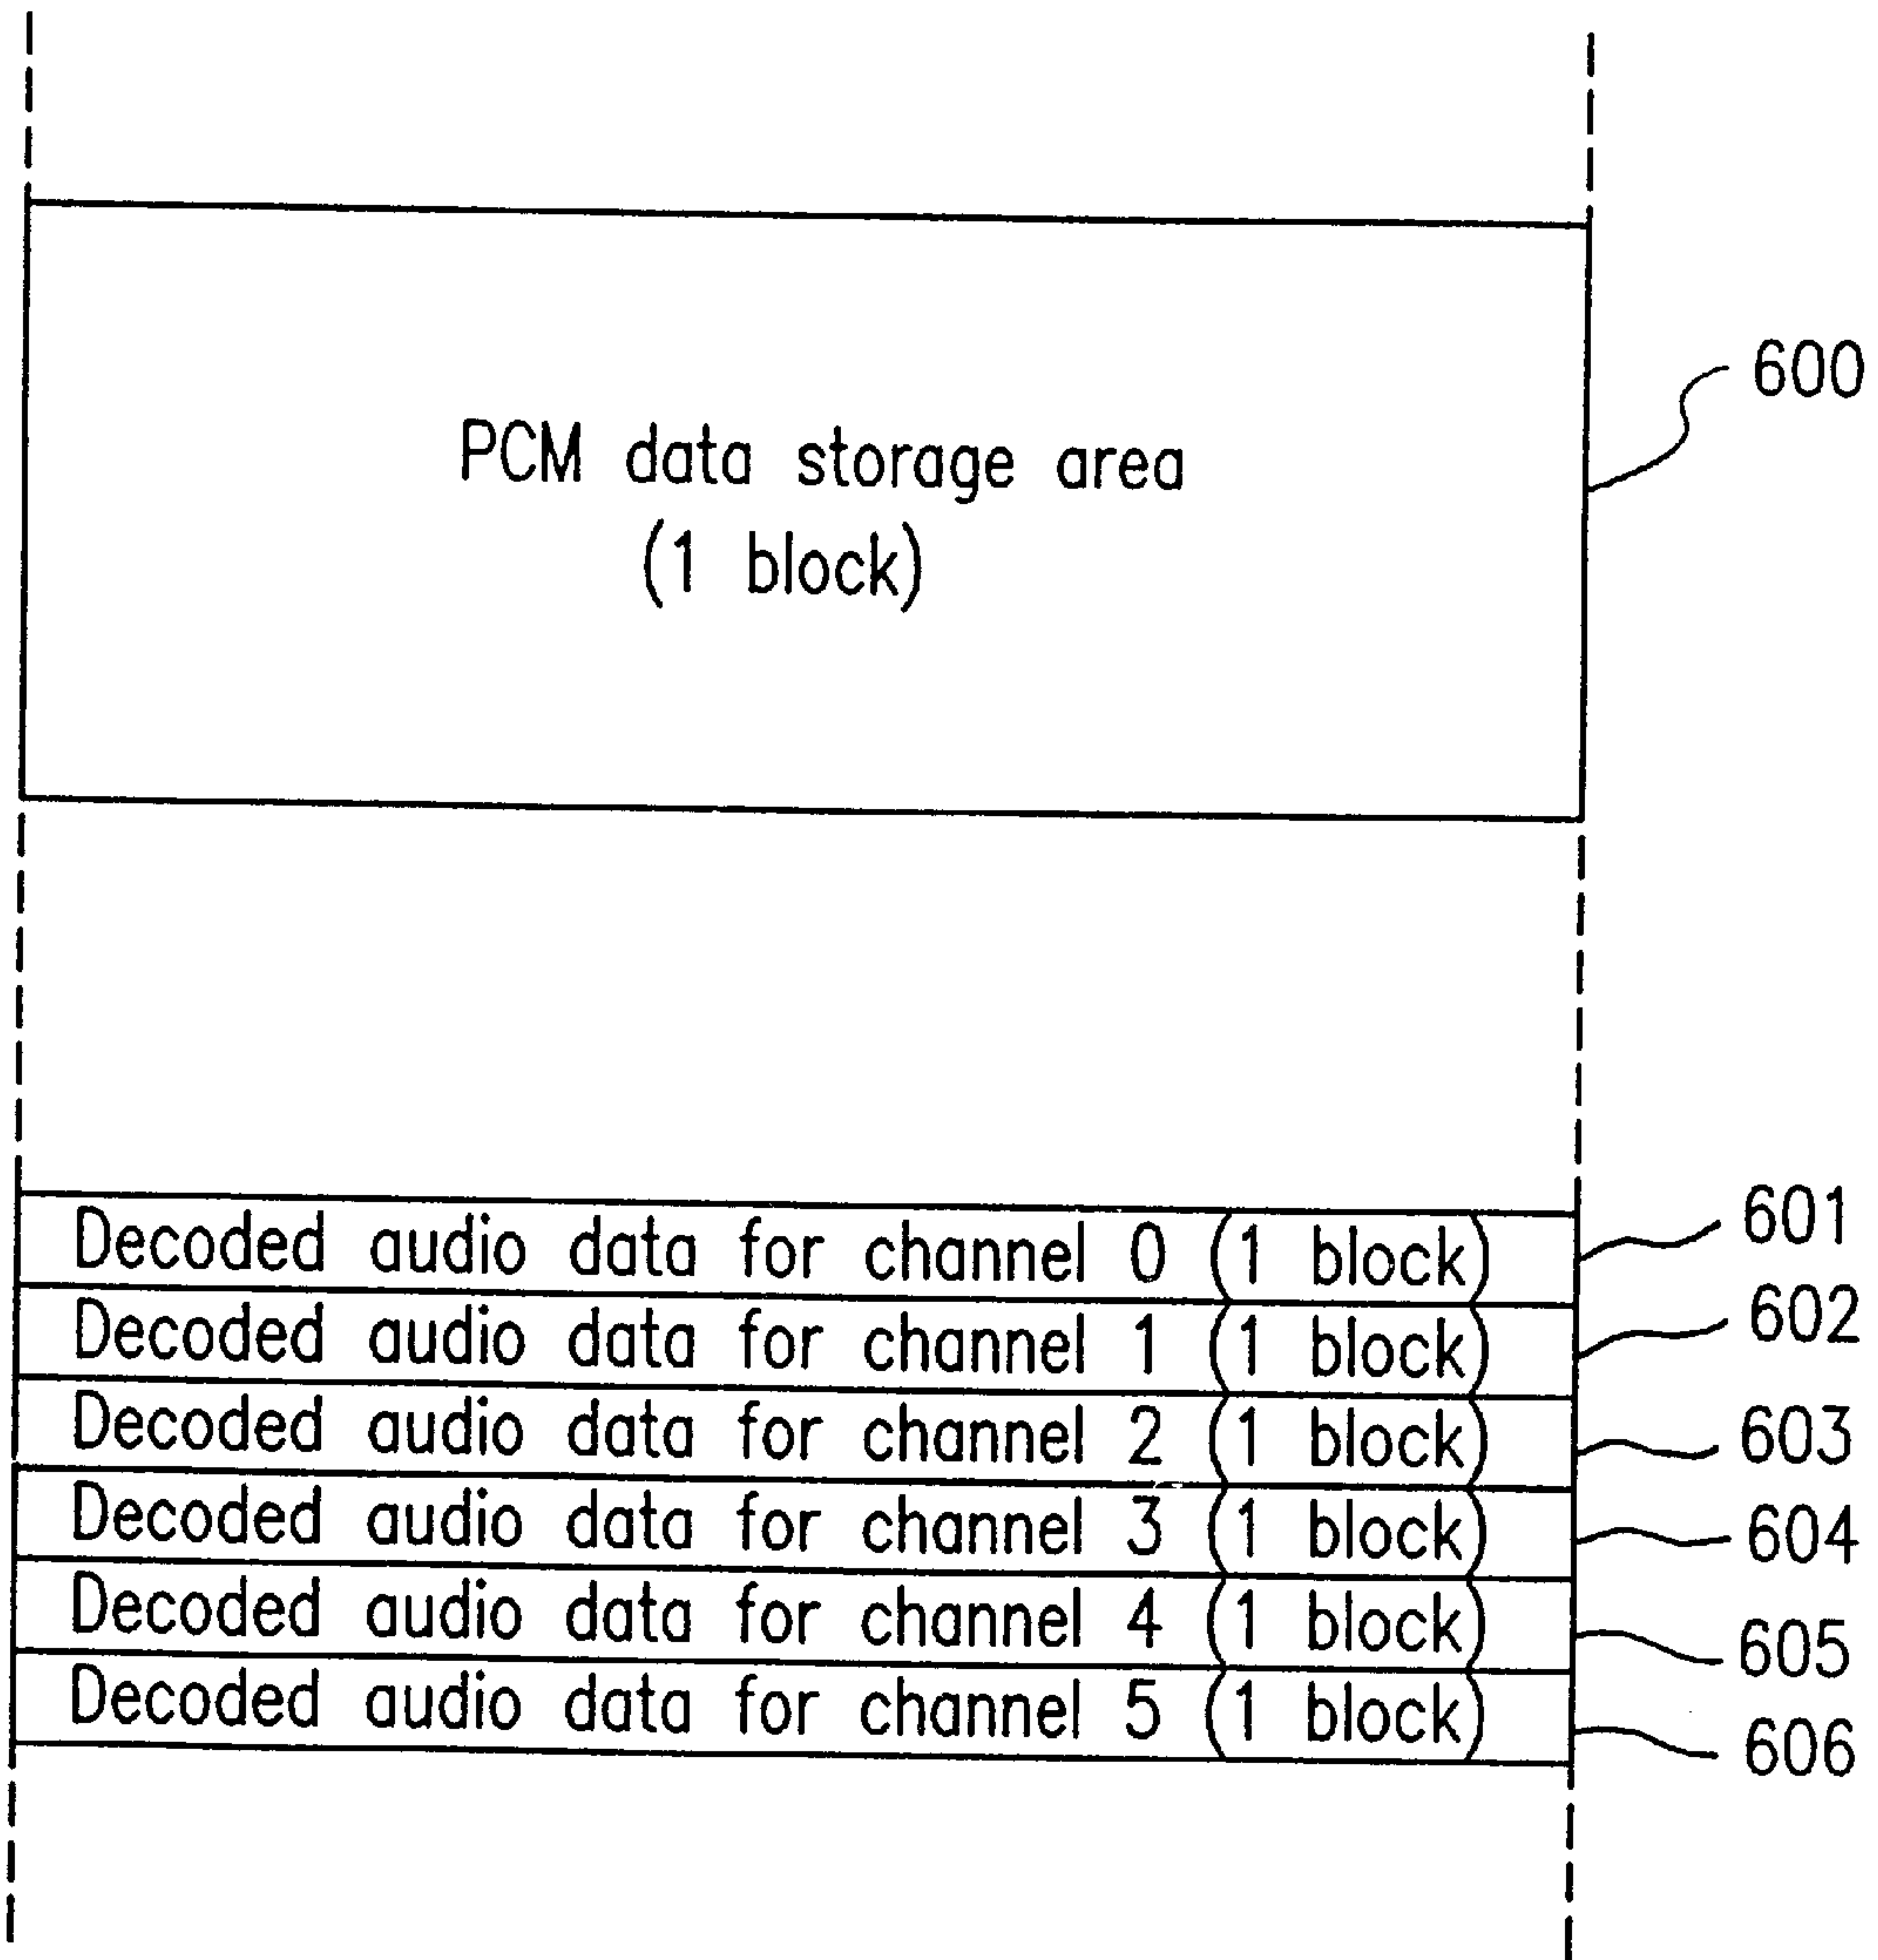 600
PCM data storage area
(1 block)
Decoded audio data for channel 0 (1 block) 601
Decoded audio data for channel 1 (1 block) 602
Decoded audio data for channel 2 (1 block) 603
Decoded audio data for channel 3 (1 block) 604
Decoded audio data for channel 4 (1 block) 605
Decoded audio data for channel 5 (1 block) 606